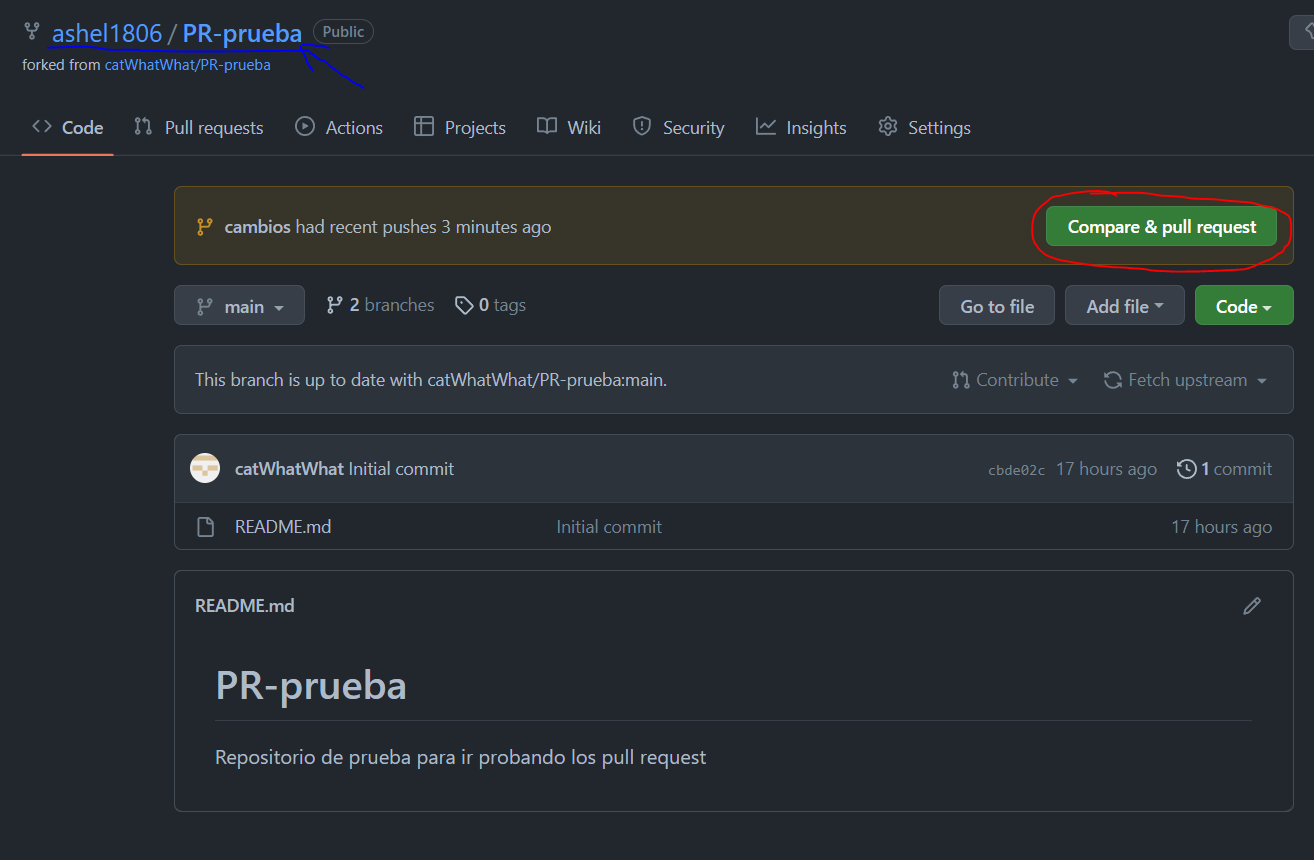 ashel1806 / PR-prueba Public
forked from catWhatWhat/PR-prueba
Code Pull requests Actions Projects Wiki Security Insights Settings
cambios had recent pushes 3 minutes ago Compare & pull request
main 2 branches 0 tags Go to file Add file Code
This branch is up to date with catWhatWhat/PR-prueba:main. Contribute Fetch upstream
catWhatWhat Initial commit cbde02c 17 hours ago 1 commit
README.md Initial commit 17 hours ago
README.md
PR-prueba
Repositorio de prueba para ir probando los pull request